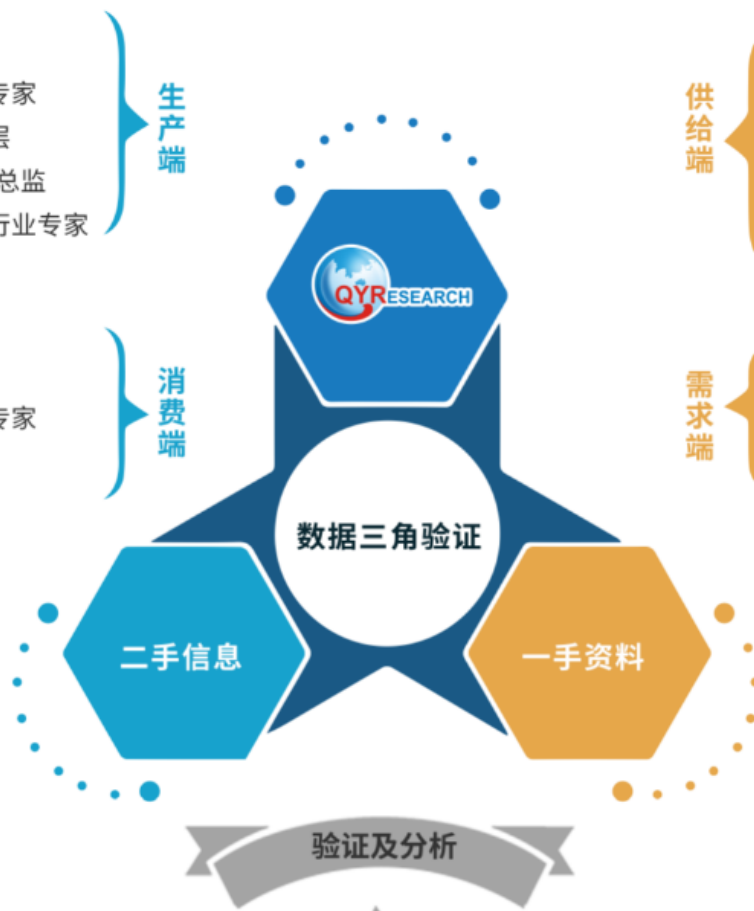 专家
层
总监
行业专家
生产端
供给端
QYRESEARCH
专家
消费端
需求端
数据三角验证
二手信息
一手资料
验证及分析